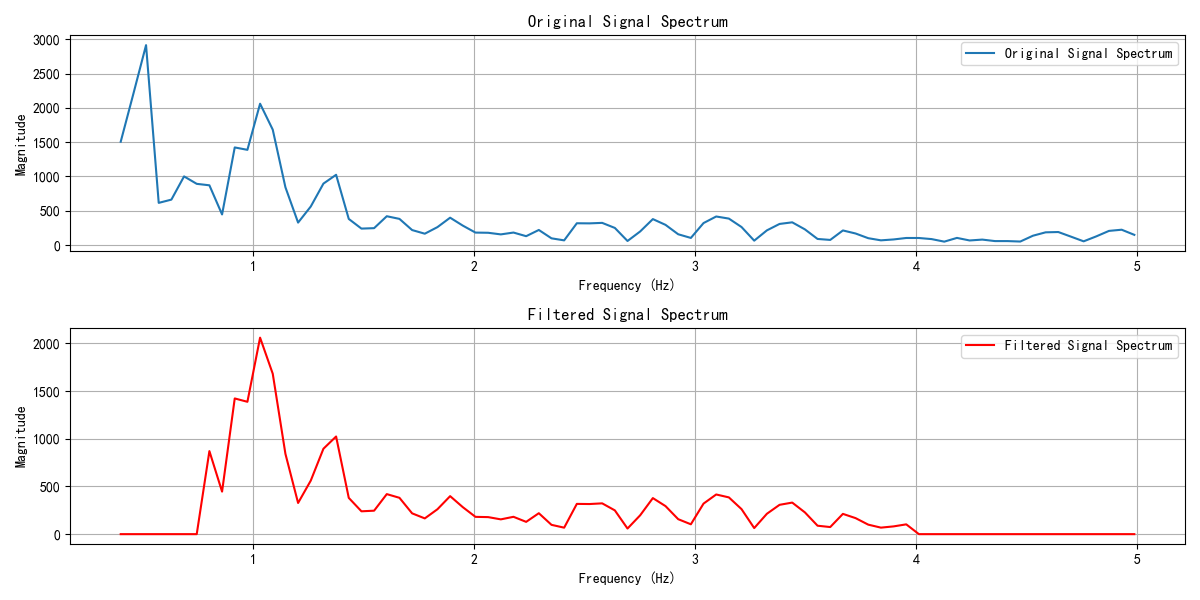 Original Signal Spectrum
3000
2500
2000
1500
1000
500
0
Magnitude
Original Signal Spectrum
1 2 3 4 5
Frequency (Hz)
Filtered Signal Spectrum
2000
1500
1000
500
0
Magnitude
Filtered Signal Spectrum
1 2 3 4 5
Frequency (Hz)